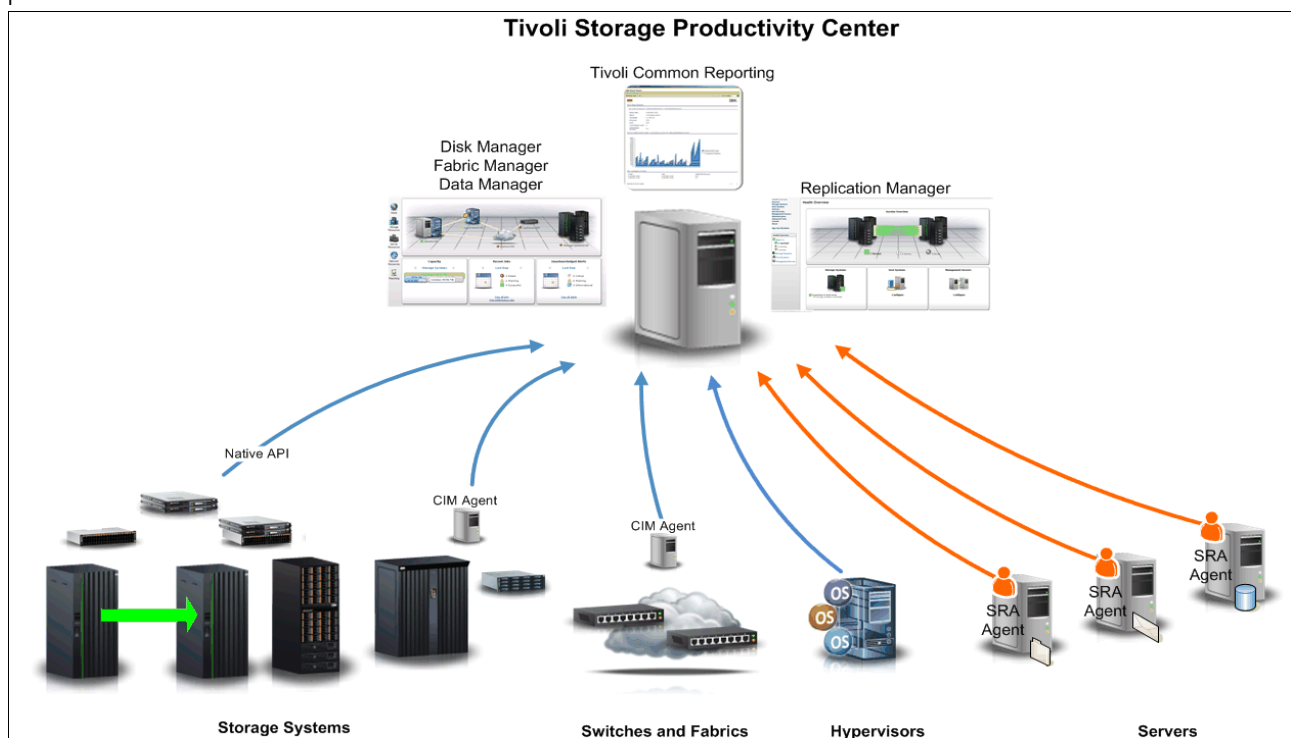 Tivoli Storage Productivity Center
Tivoli Common Reporting
Disk Manager
Fabric Manager
Data Manager
Replication Manager
Native API
CIM Agent
CIM Agent
OS
OS
OS
SRA
Agent
SRA
Agent
SRA
Agent
Storage Systems
Switches and Fabrics
Hypervisors
Servers